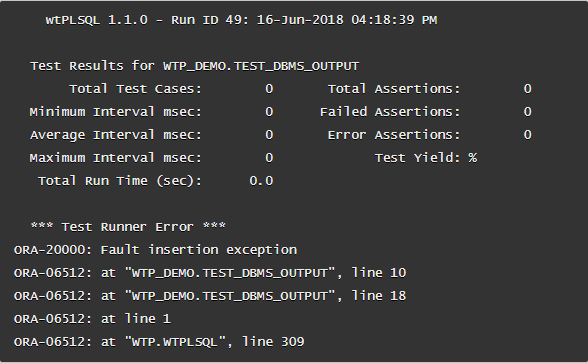 wtPLSQL 1.1.0 - Run ID 49: 16-Jun-2018 04:18:39 PM
Test Results for WTP_DEMO.TEST_DBMS_OUTPUT
Total Test Cases: 0 Total Assertions: 0
Minimum Interval msec: 0 Failed Assertions: 0
Average Interval msec: 0 Error Assertions: 0
Maximum Interval msec: 0 Test Yield: %
Total Run Time (sec): 0.0
*** Test Runner Error ***
ORA-20000: Fault insertion exception
ORA-06512: at "WTP_DEMO.TEST_DBMS_OUTPUT", line 10
ORA-06512: at "WTP_DEMO.TEST_DBMS_OUTPUT", line 18
ORA-06512: at line 1
ORA-06512: at "WTP.WTPLSQL", line 309